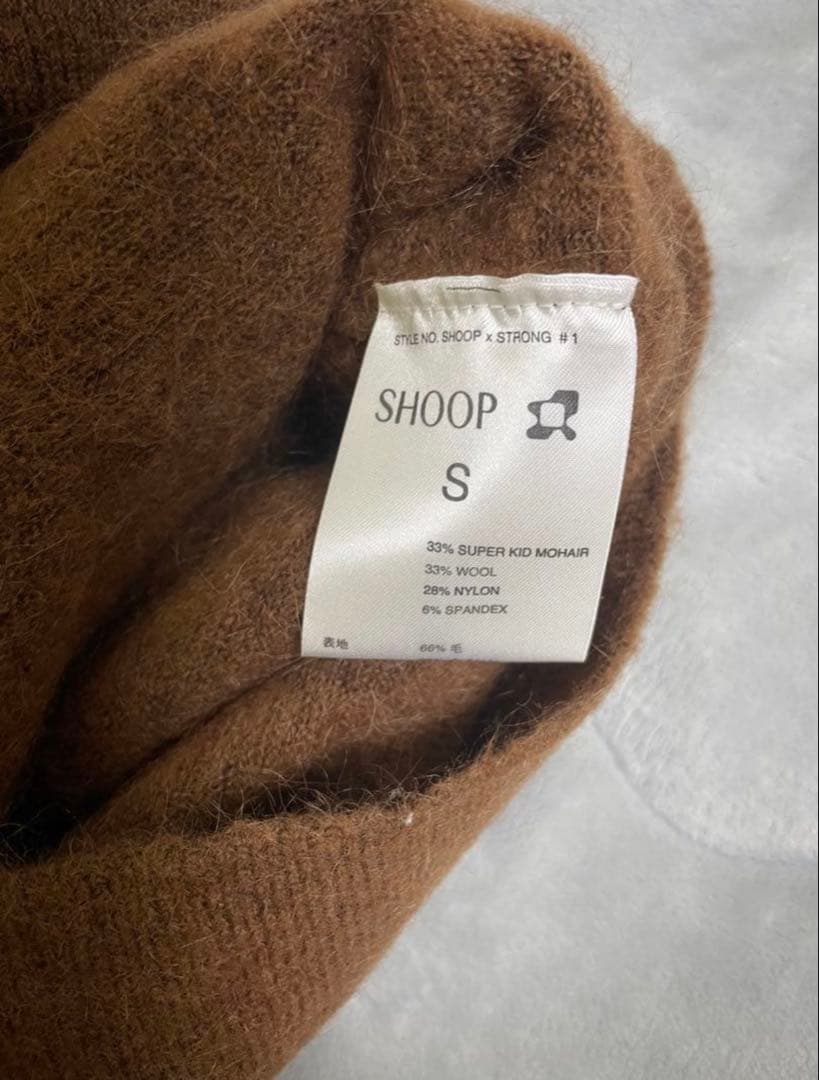 STYLE NO. SHOOP x STRONG #1
SHOOP
S
33% SUPER KID MOHAIR
33% WOOL
28% NYLON
6% SPANDEX
表地 66% 毛